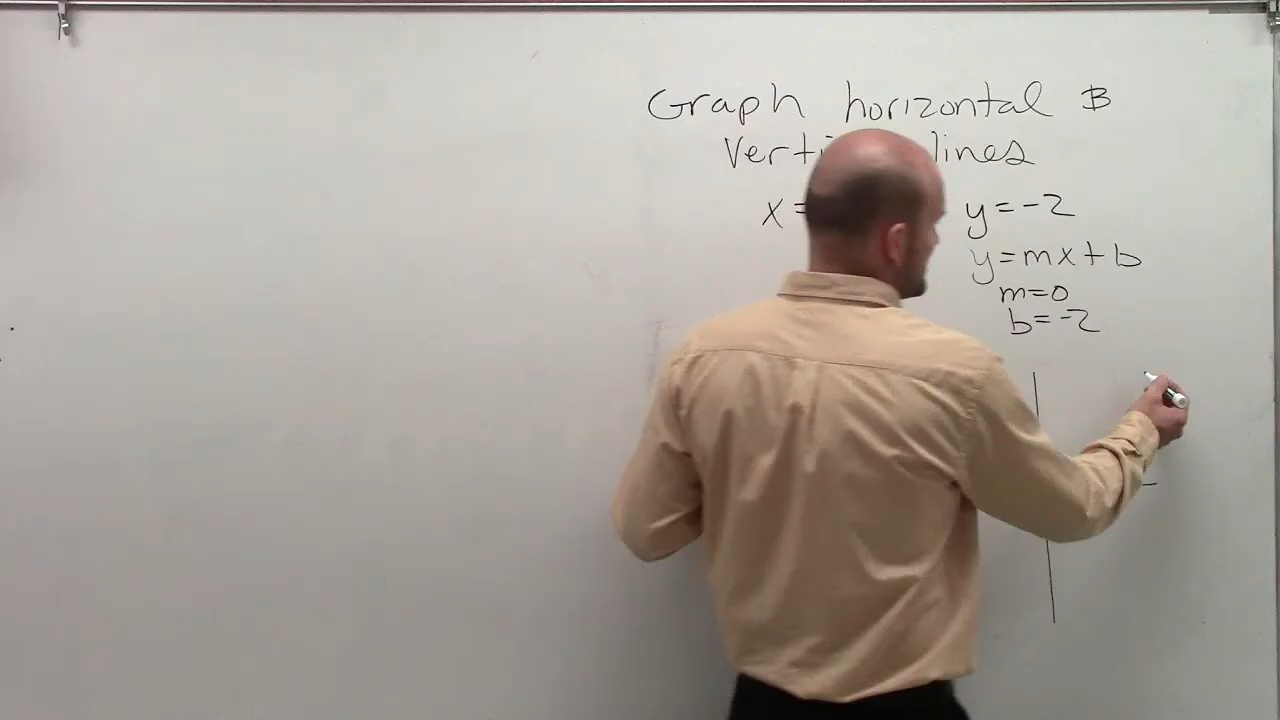 Graph horizontal B
lines
x =
y = -2
y = mx + b
m = 0
b = -2